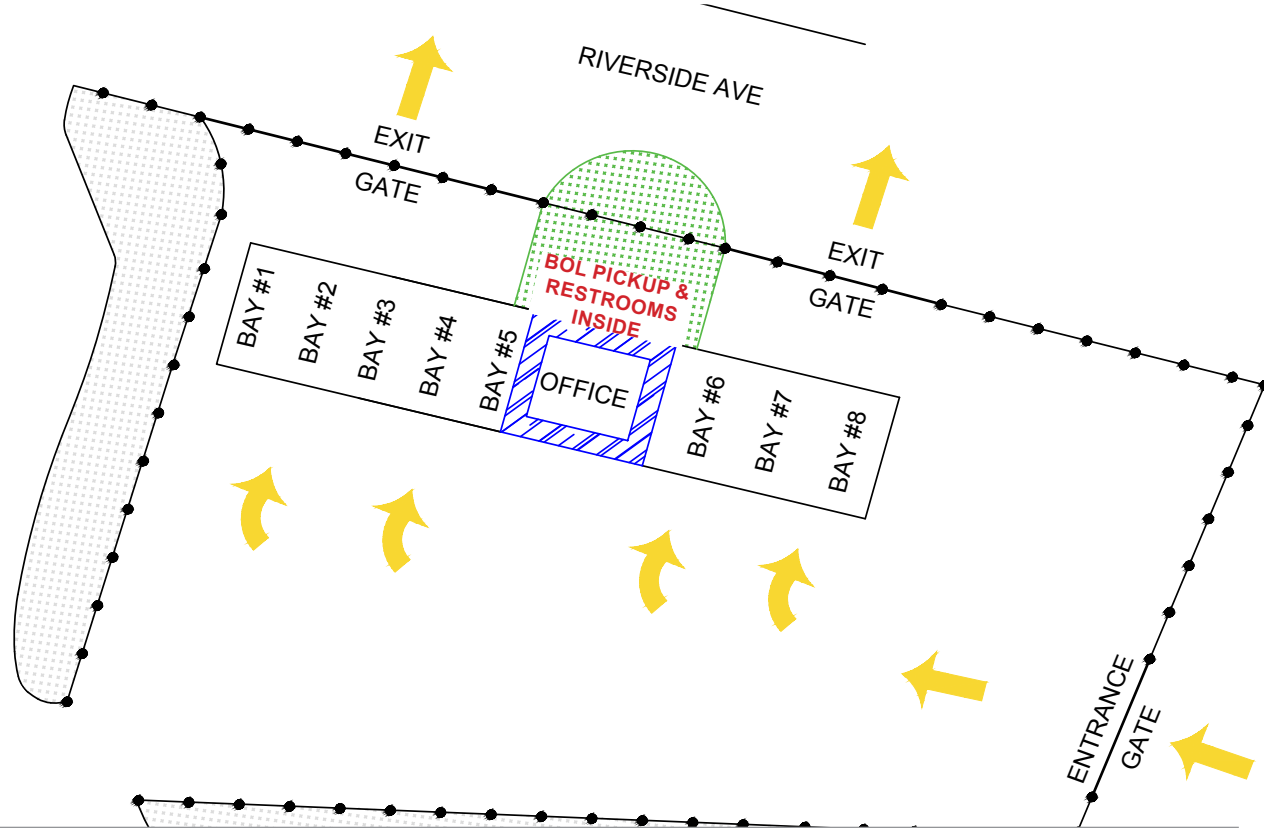 RIVERSIDE AVE
EXIT
GATE
EXIT
GATE
BOL PICKUP &
RESTROOMS
INSIDE
BAY #1
BAY #2
BAY #3
BAY #4
BAY #5
OFFICE
BAY #6
BAY #7
BAY #8
ENTRANCE
GATE